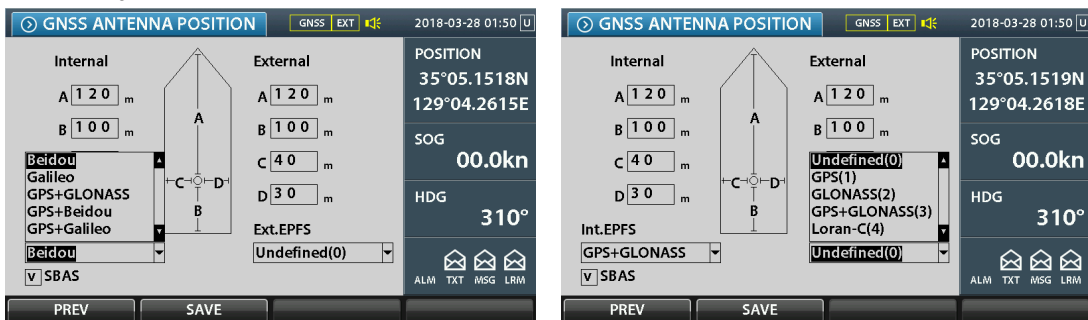 GNSS ANTENNA POSITION GNSS EXT 2018-03-28 01:50 U
Internal External
A 120 m A 120 m
B 100 m B 100 m
C 40 m
D 30 m
Beidou
Galileo
GPS+GLONASS
GPS+Beidou
GPS+Galileo
Ext.EPFS
Beidou Undefined(0)
V SBAS
A
C D
B
POSITION
35°05.1518N
129°04.2615E
SOG
00.0kn
HDG
310°
ALM TXT MSG LRM
PREV SAVE
GNSS ANTENNA POSITION GNSS EXT 2018-03-28 01:50 U
Internal External
A 120 m A 120 m
B 100 m B 100 m
C 40 m
D 30 m
Undefined(0)
GPS(1)
GLONASS(2)
GPS+GLONASS(3)
Loran-C(4)
Int.EPFS
GPS+GLONASS Undefined(0)
V SBAS
A
C D
B
POSITION
35°05.1519N
129°04.2618E
SOG
00.0kn
HDG
310°
ALM TXT MSG LRM
PREV SAVE